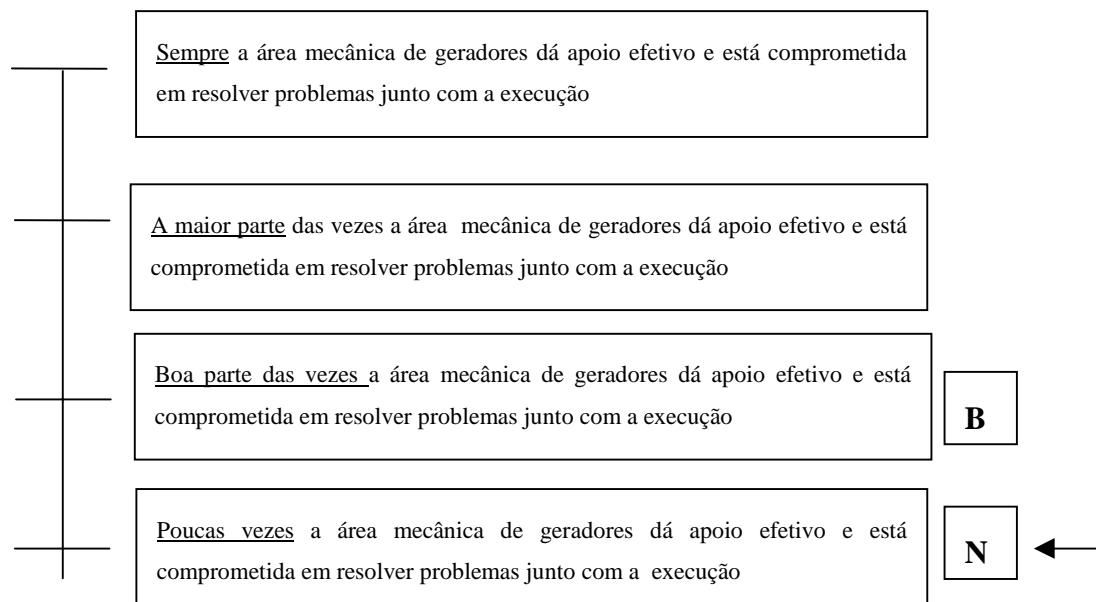 Sempre a área mecânica de geradores dá apoio efetivo e está comprometida
em resolver problemas junto com a execução
A maior parte das vezes a área mecânica de geradores dá apoio efetivo e está
comprometida em resolver problemas junto com a execução
Boa parte das vezes a área mecânica de geradores dá apoio efetivo e está
comprometida em resolver problemas junto com a execução
B
Poucas vezes a área mecânica de geradores dá apoio efetivo e está
comprometida em resolver problemas junto com a execução
N